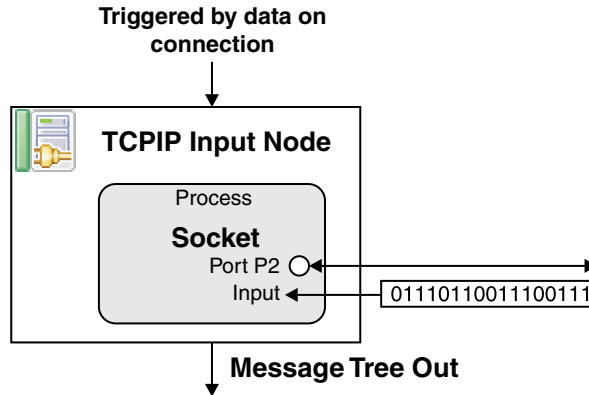 Triggered by data on
connection
TCPIP Input Node
Process
Socket
Port P2
Input
01110110011100111
Message Tree Out